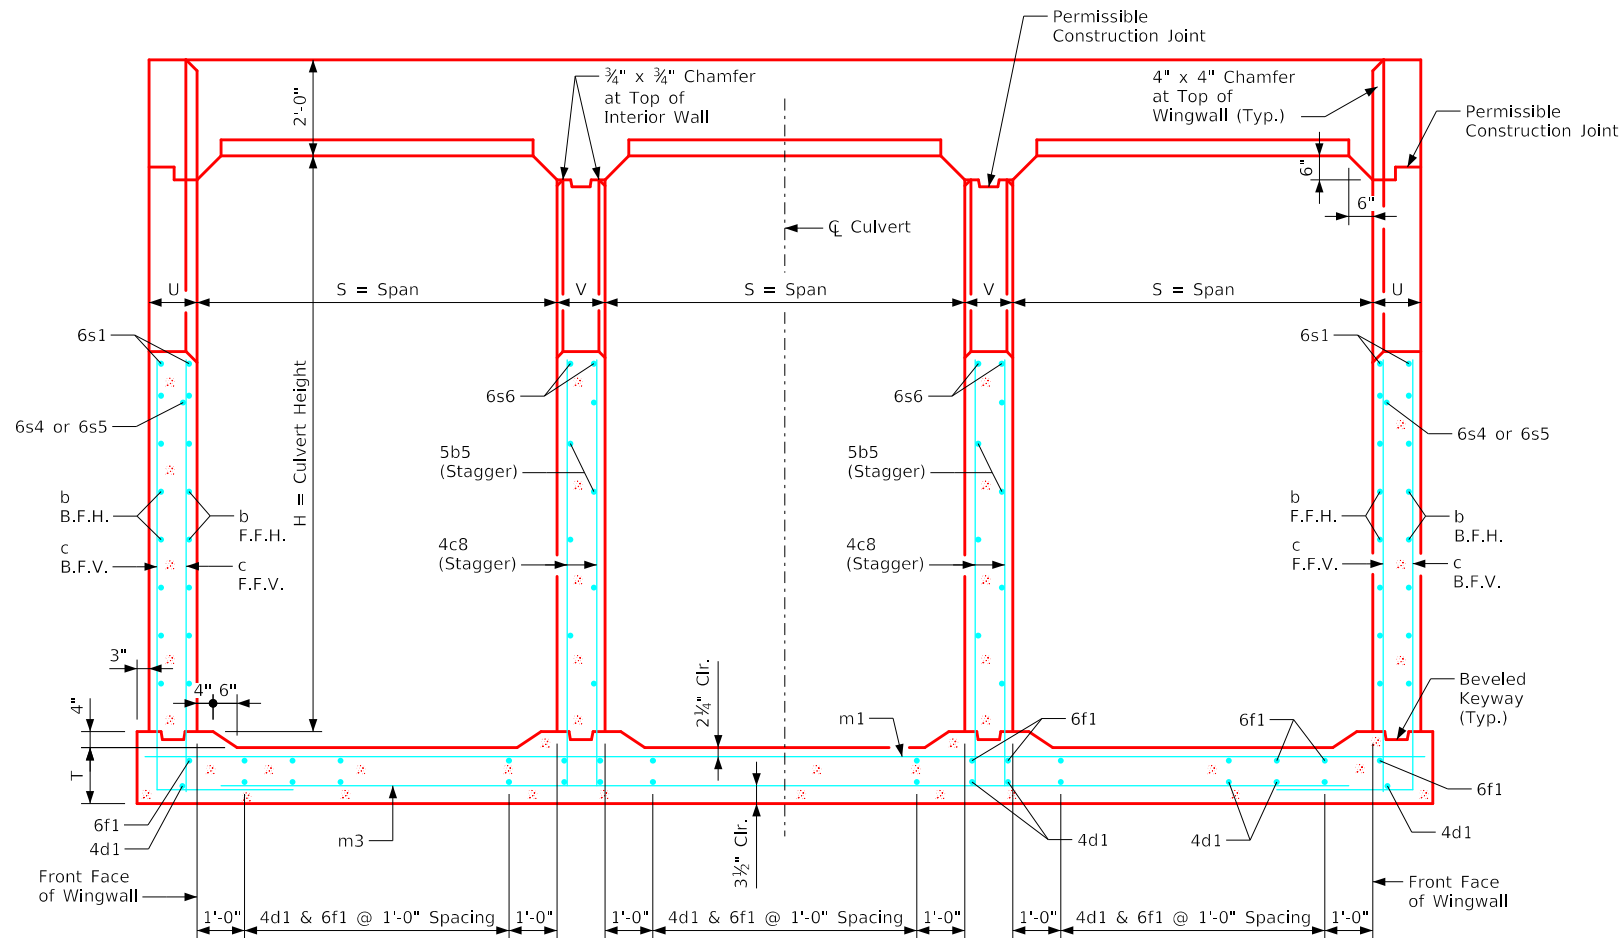 Permissible
Construction Joint
¾" x ¾" Chamfer
at Top of
Interior Wall
4" x 4" Chamfer
at Top of
Wingwall (Typ.)
Permissible
Construction Joint
2'-0"
6"
6"
℄ Culvert
U
S = Span
V
S = Span
V
S = Span
U
6s1
6s6
6s6
6s1
H = Culvert Height
6s4 or 6s5
6s4 or 6s5
5b5
(Stagger)
5b5
(Stagger)
b
B.F.H.
b
F.F.H.
b
F.F.H.
b
B.F.H.
c
B.F.V.
c
F.F.V.
4c8
(Stagger)
4c8
(Stagger)
c
F.F.V.
c
B.F.V.
3"
4"
6"
4"
T
2¼" Clr.
m1
6f1
6f1
Beveled
Keyway
(Typ.)
6f1
4d1
m3
3½" Clr.
4d1
4d1
6f1
4d1
Front Face
of Wingwall
Front Face
of Wingwall
1'-0"
4d1 & 6f1 @ 1'-0" Spacing
1'-0"
1'-0"
4d1 & 6f1 @ 1'-0" Spacing
1'-0"
1'-0"
4d1 & 6f1 @ 1'-0" Spacing
1'-0"